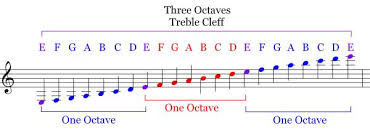 Three Octaves
Treble Cleff
E F G A B C D E F G A B C D E F G A B C D E
One Octave
One Octave
One Octave